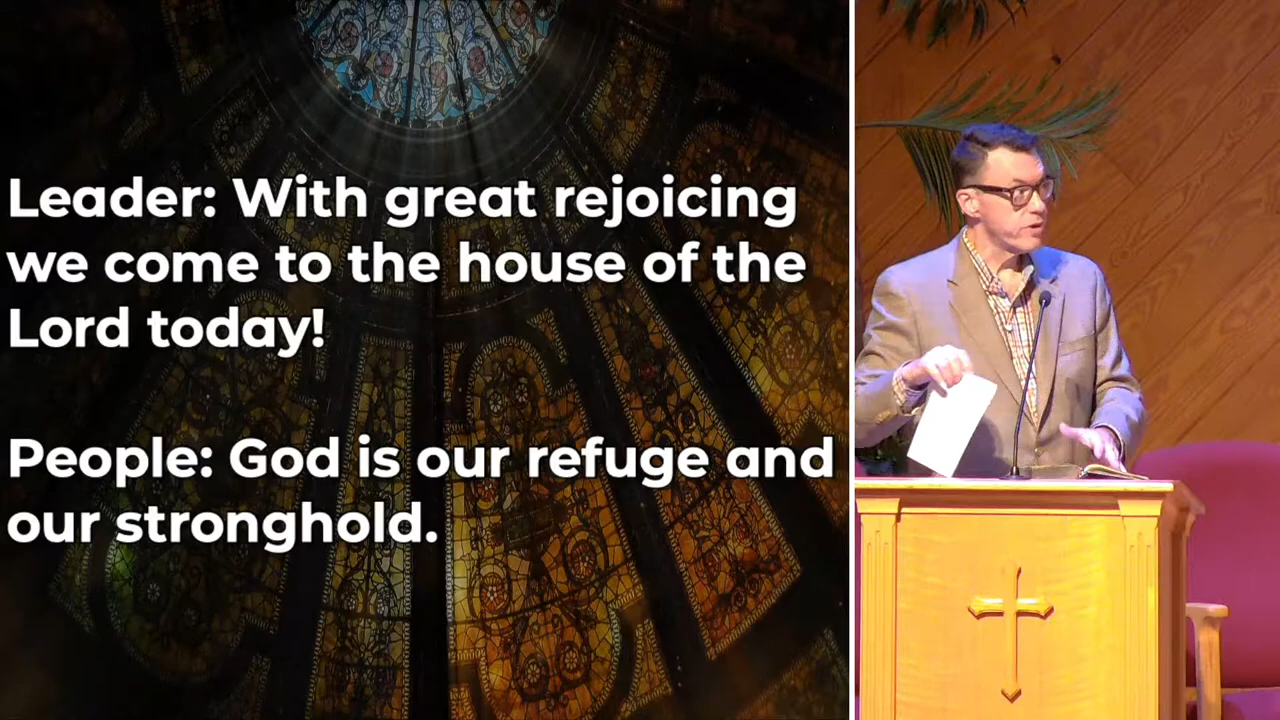 Leader: With great rejoicing
we come to the house of the
Lord today!
People: God is our refuge and
our stronghold.